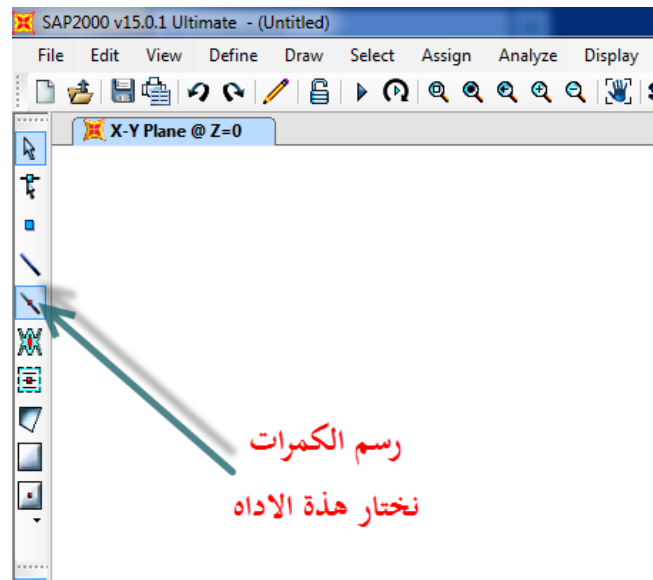 SAP2000 v15.0.1 Ultimate - (Untitled)
File Edit View Define Draw Select Assign Analyze Display
X-Y Plane @ Z=0
رسم الكمرات
نختار هذة الاداه